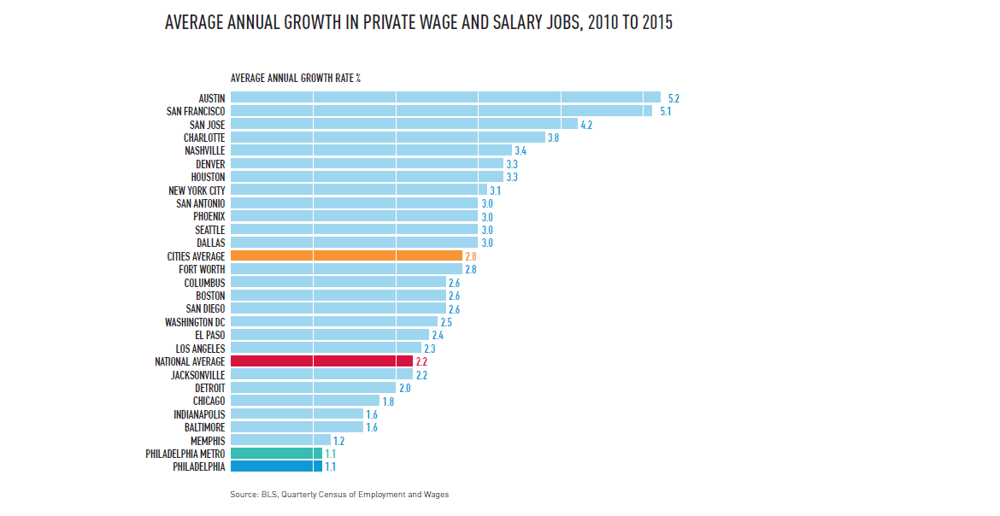 AVERAGE ANNUAL GROWTH IN PRIVATE WAGE AND SALARY JOBS, 2010 TO 2015
AVERAGE ANNUAL GROWTH RATE %
AUSTIN 5.2
SAN FRANCISCO 5.1
SAN JOSE 4.2
CHARLOTTE 3.8
NASHVILLE 3.4
DENVER 3.3
HOUSTON 3.3
NEW YORK CITY 3.1
SAN ANTONIO 3.0
PHOENIX 3.0
SEATTLE 3.0
DALLAS 3.0
CITIES AVERAGE 2.8
FORT WORTH 2.8
COLUMBUS 2.6
BOSTON 2.6
SAN DIEGO 2.6
WASHINGTON DC 2.5
EL PASO 2.4
LOS ANGELES 2.3
NATIONAL AVERAGE 2.2
JACKSONVILLE 2.2
DETROIT 2.0
CHICAGO 1.8
INDIANAPOLIS 1.6
BALTIMORE 1.6
MEMPHIS 1.2
PHILADELPHIA METRO 1.1
PHILADELPHIA 1.1
Source: BLS, Quarterly Census of Employment and Wages